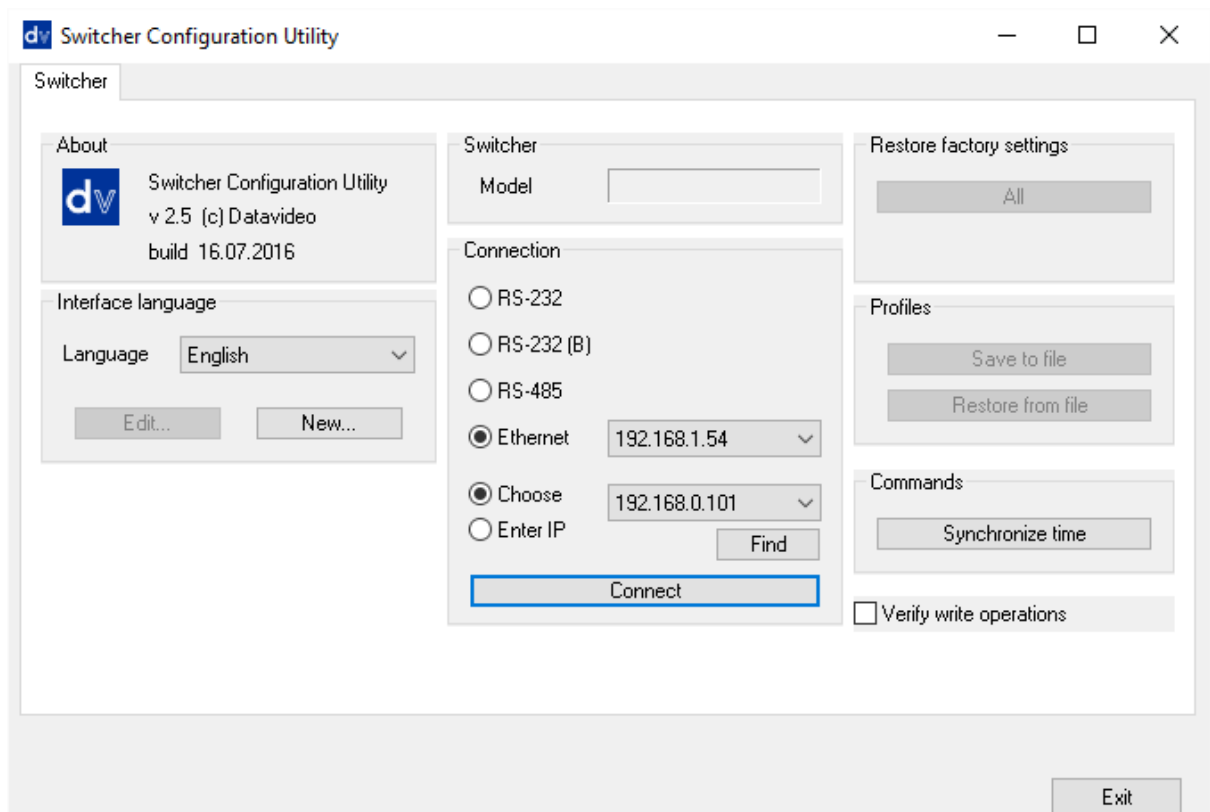 dv Switcher Configuration Utility
Switcher
About
dv
Switcher Configuration Utility
v 2.5 (c) Datavideo
build 16.07.2016
Interface language
Language English
Edit... New...
Switcher
Model
Connection
RS-232
RS-232 (B)
RS-485
Ethernet 192.168.1.54
Choose 192.168.0.101
Enter IP
Find
Connect
Restore factory settings
All
Profiles
Save to file
Restore from file
Commands
Synchronize time
Verify write operations
Exit